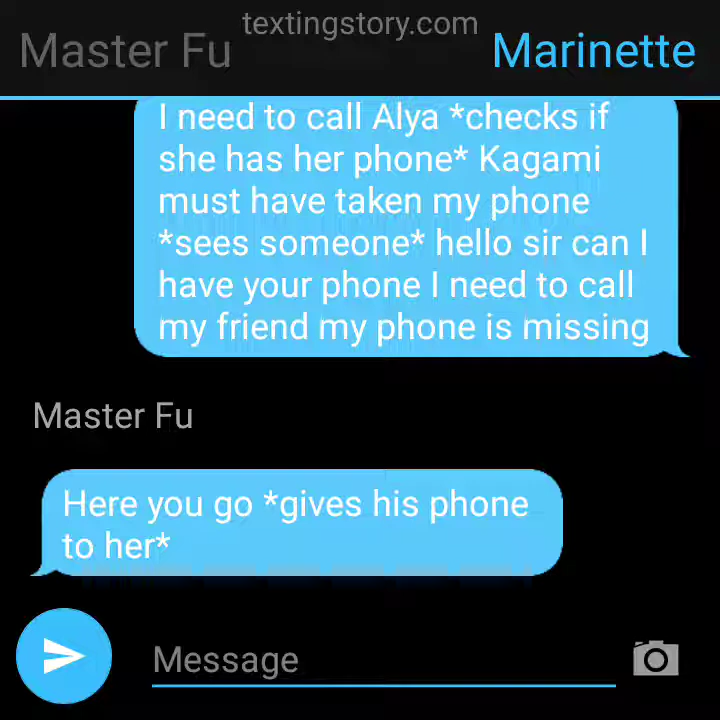 textingstory.com
Master Fu
Marinette
I need to call Alya *checks if
she has her phone* Kagami
must have taken my phone
*sees someone* hello sir can I
have your phone I need to call
my friend my phone is missing
Master Fu
Here you go *gives his phone
to her*
Message